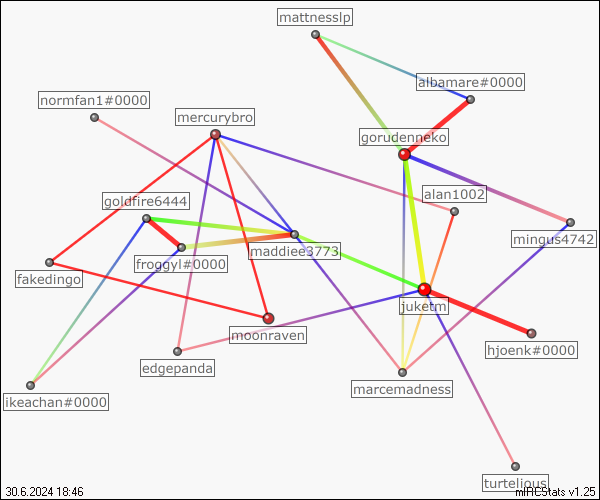 mattnesslp
albamare#0000
normfan1#0000
mercurybro
gorudenneko
alan1002
goldfire6444
mingus4742
maddiee3773
froggyl#0000
fakedingo
juketm
moonraven
hjoenk#0000
edgepanda
marcemadness
ikeachan#0000
turtelious
30.6.2024 18:46
mIRCStats v1.25